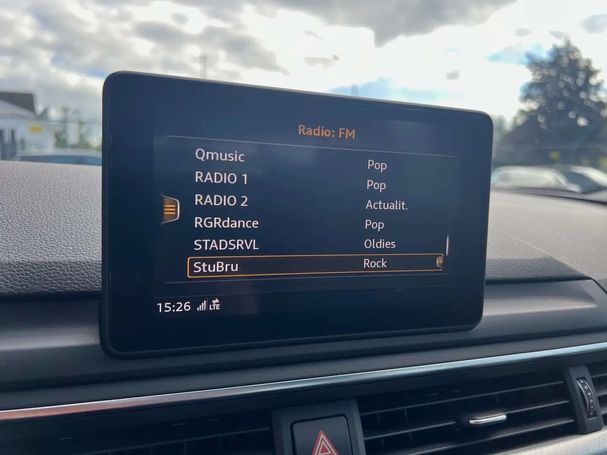 Radio: FM
Qmusic Pop
RADIO 1 Pop
RADIO 2 Actualit.
RGRdance Pop
STADSRVL Oldies
StuBru Rock
15:26 LTE